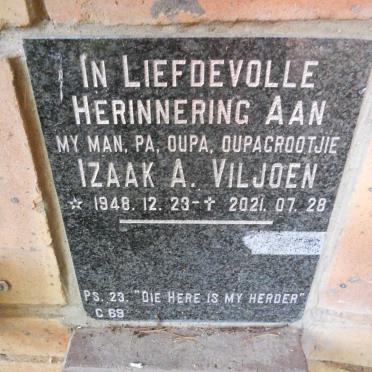 IN LIEFDEVOLLE
HERINNERING AAN
MY MAN, PA, OUPA, OUPAGROOTJIE
IZAAK A. VILJOEN
☆ 1948. 12. 23-✝ 2021. 07. 28
PS. 23. "DIE HERE IS MY HERDER"
C 69